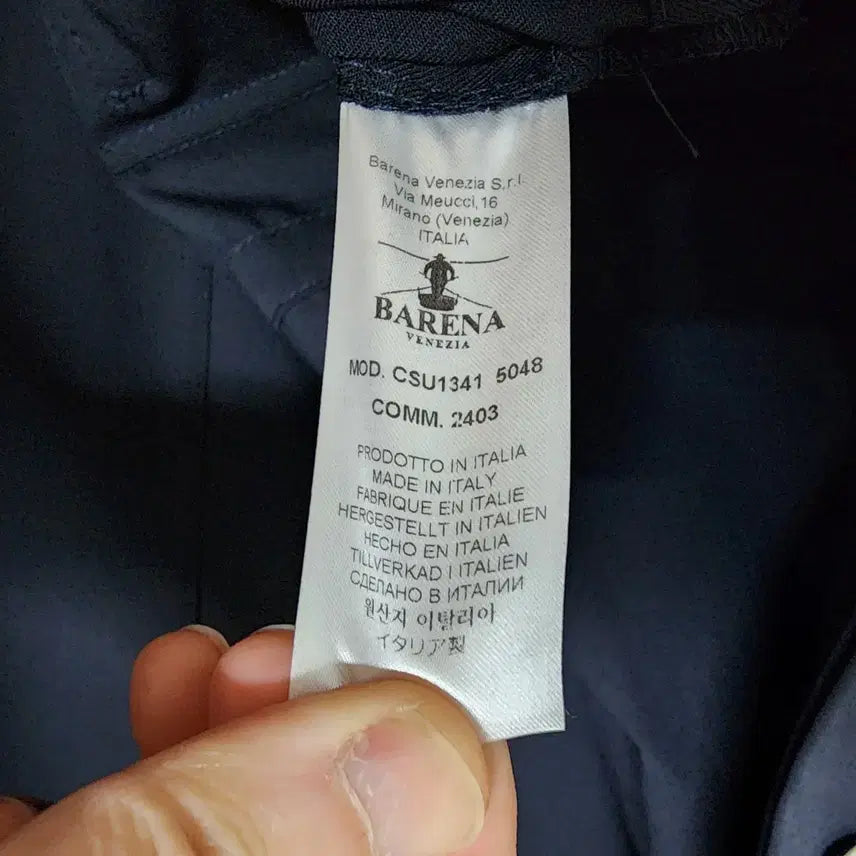 Barena Venezia S.r.l.
Via Meucci, 16
Mirano (Venezia)
ITALIA
BARENA
VENEZIA
MOD. CSU1341 5048
COMM. 2403
PRODOTTO IN ITALIA
MADE IN ITALY
FABRIQUE EN ITALIE
HERGESTELLT IN ITALIEN
HECHO EN ITALIA
TILLVERKAD I ITALIEN
СДЕЛАНО В ИТАЛИИ
원산지 이탈리아
イタリア製